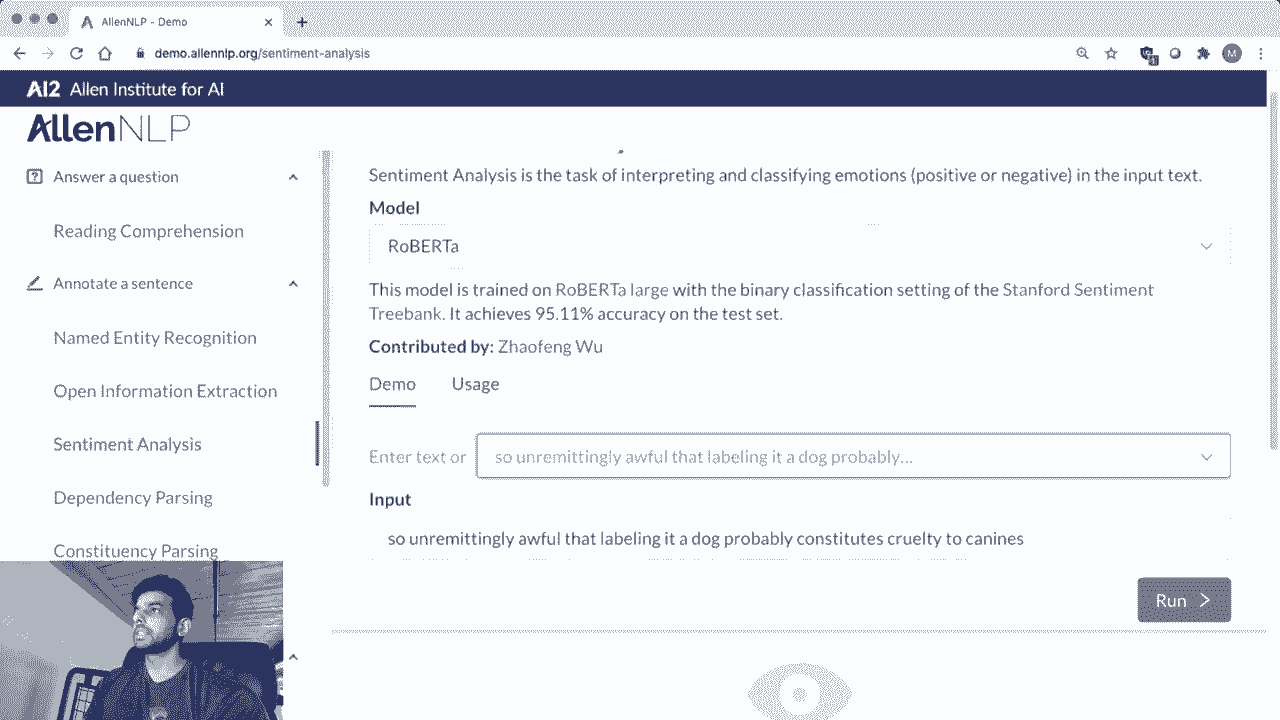 AllenNLP - Demo
demo.allennlp.org/sentiment-analysis
M
AI2 Allen Institute for AI
AllenNLP
Answer a question
Reading Comprehension
Annotate a sentence
Named Entity Recognition
Open Information Extraction
Sentiment Analysis
Dependency Parsing
Constituency Parsing
Sentiment Analysis is the task of interpreting and classifying emotions (positive or negative) in the input text.
Model
RoBERTa
This model is trained on RoBERTa large with the binary classification setting of the Stanford Sentiment
Treebank. It achieves 95.11% accuracy on the test set.
Contributed by: Zhaofeng Wu
Demo Usage
Enter text or so unremittingly awful that labeling it a dog probably...
Input
so unremittingly awful that labeling it a dog probably constitutes cruelty to canines
Run